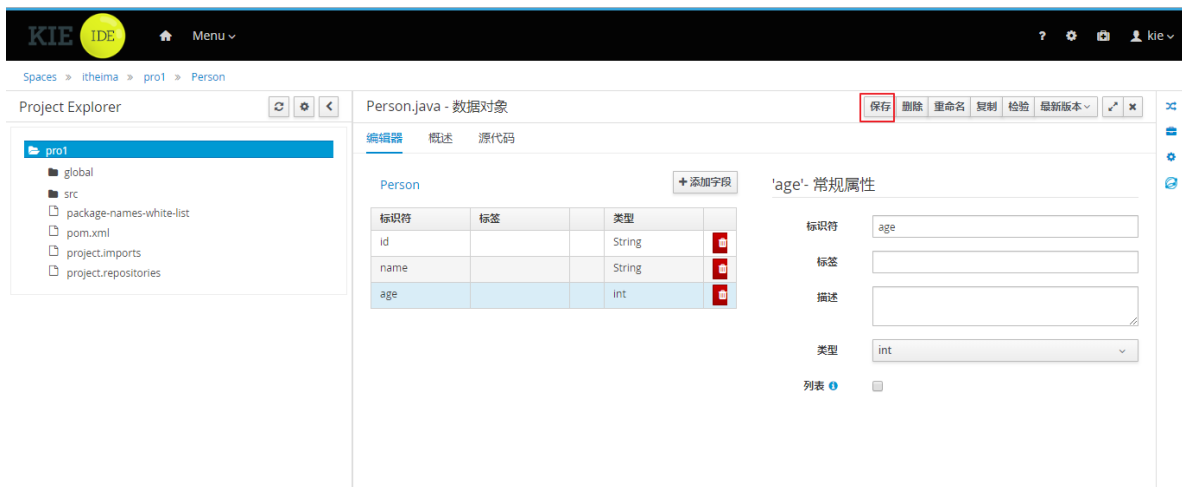 KIE IDE Menu ? kie
Spaces » itheima » pro1 » Person
Project Explorer
Person.java - 数据对象
保存 删除 重命名 复制 检验 最新版本
编辑器 概述 源代码
pro1
global
src
package-names-white-list
pom.xml
project.imports
project.repositories
Person
+添加字段
标识符 标签 类型
id String
name String
age int
'age'- 常规属性
标识符 age
标签
描述
类型 int
列表